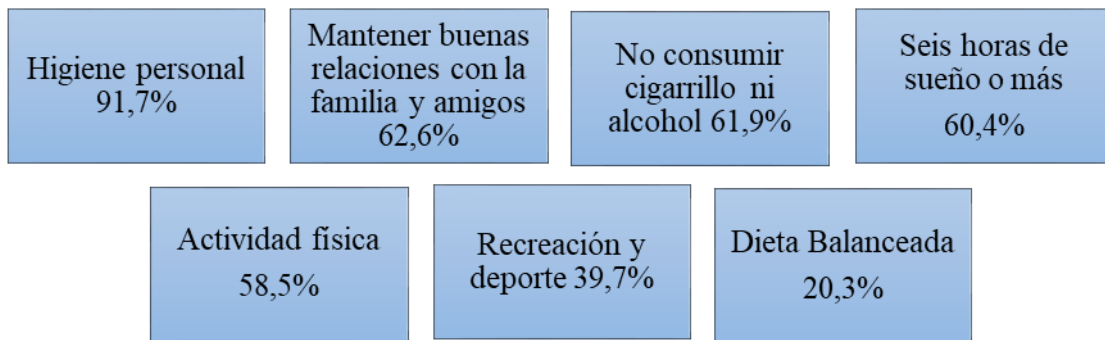 Higiene personal
91,7%
Mantener buenas
relaciones con la
familia y amigos
62,6%
No consumir
cigarrillo ni
alcohol 61,9%
Seis horas de
sueño o más
60,4%
Actividad física
58,5%
Recreación y
deporte 39,7%
Dieta Balanceada
20,3%